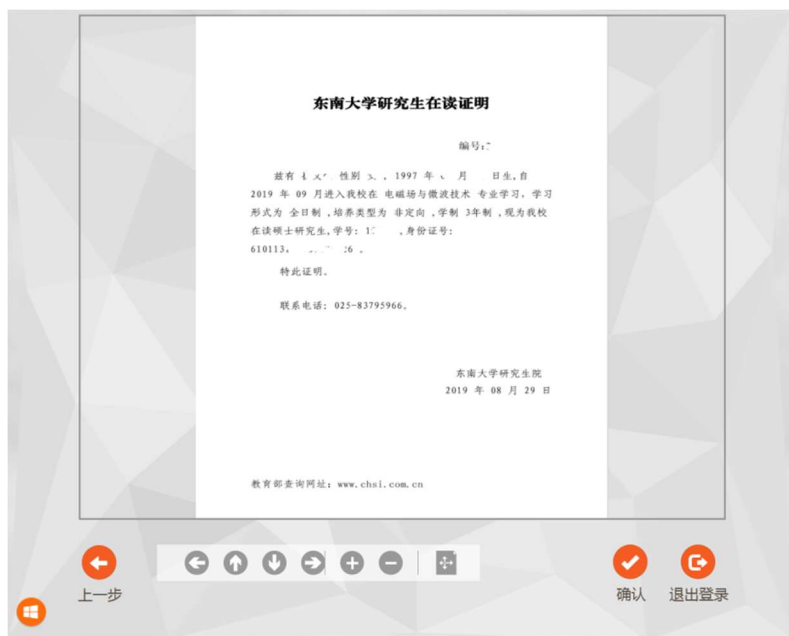 东南大学研究生在读证明
编号:
兹有 性别 , 1997 年 月 日生,自
2019 年 09 月进入我校在 电磁场与微波技术 专业学习, 学习
形式为 全日制 ,培养类型为 非定向 ,学制 3年制 ,现为我校
在读硕士研究生,学号: 1 ,身份证号:
610113 6 。
特此证明。
联系电话: 025-83795966。
东南大学研究生院
2019 年 08 月 29 日
教育部查询网址: www.chsi.com.cn
上一步
确认 退出登录